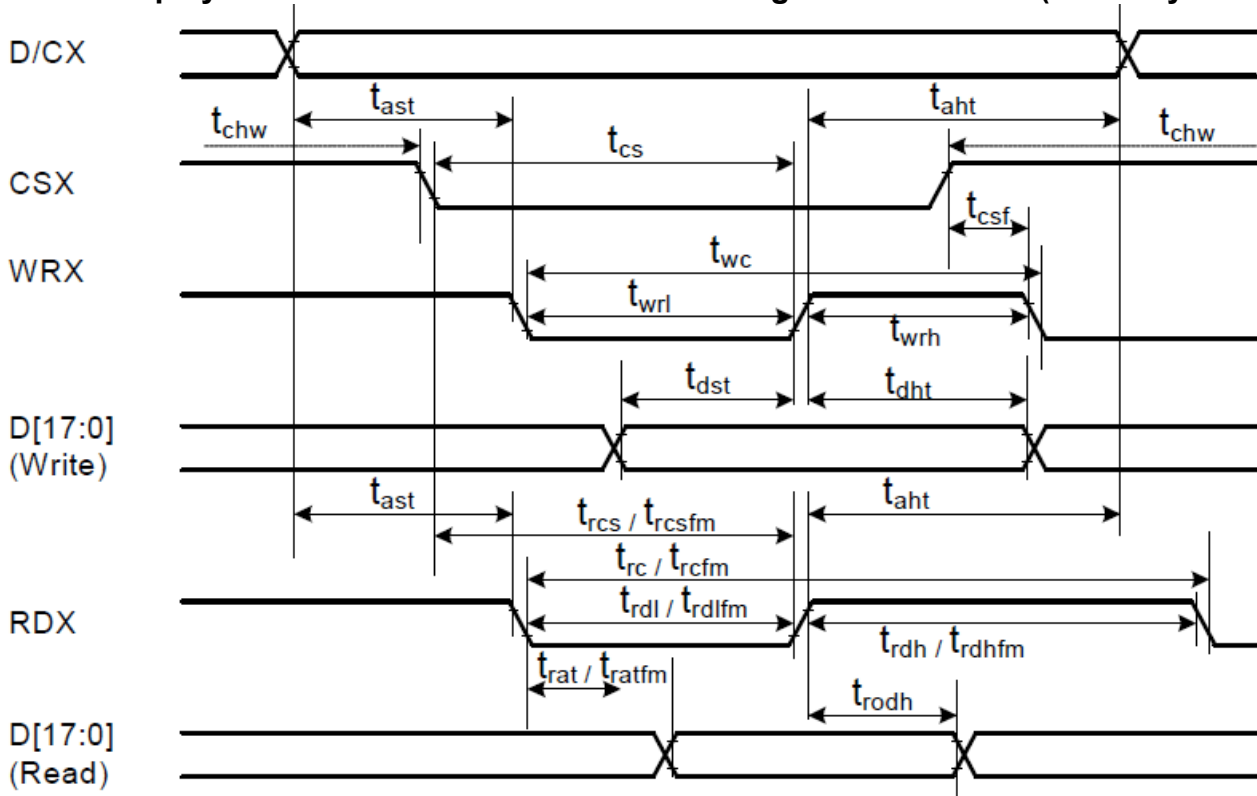 D/CX
tast
taht
tchw
tcs
tchw
CSX
tcsf
WRX
twc
twrl
twrh
tdst
tdht
D[17:0]
(Write)
tast
taht
trcs / trcsfm
trc / trcfm
trdl / trdlfm
RDX
trdh / trdhfm
trat / tratfm
trodh
D[17:0]
(Read)